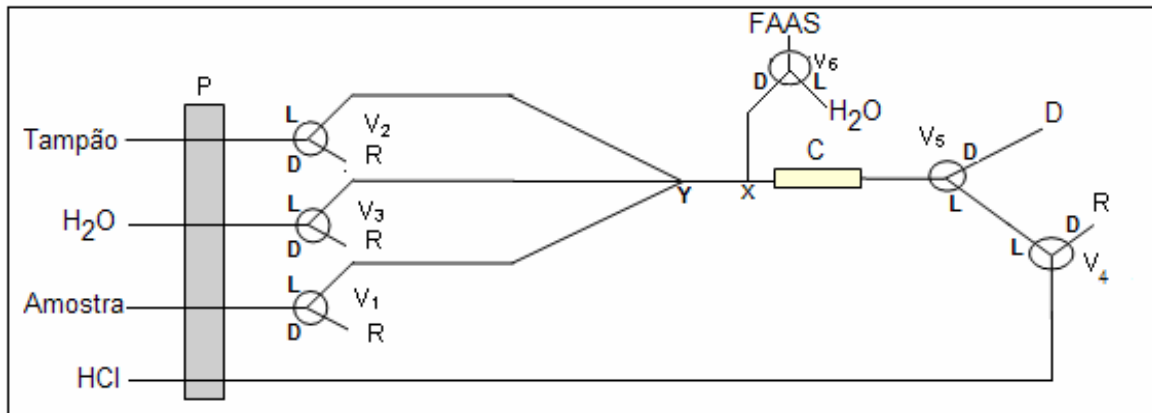 FAAS
P
V6
D
L
L
H2O
D
Tampão
V2
V5
D
R
C
D
L
Y
X
L
R
H2O
V3
D
D
R
L
V4
L
Amostra
V1
D
R
HCl